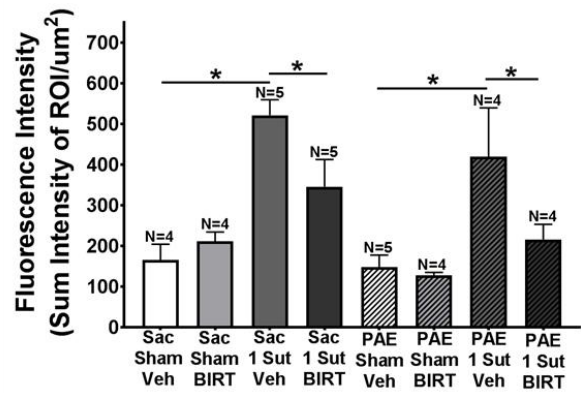 Fluorescence Intensity
(Sum Intensity of ROI/um²)
700
600
500
400
300
200
100
0
*
*
*
*
N=4
N=4
N=5
N=5
N=5
N=4
N=4
N=4
Sac Sac Sac Sac PAE PAE PAE PAE
Sham Sham 1 Sut 1 Sut Sham Sham 1 Sut 1 Sut
Veh BIRT Veh BIRT Veh BIRT Veh BIRT